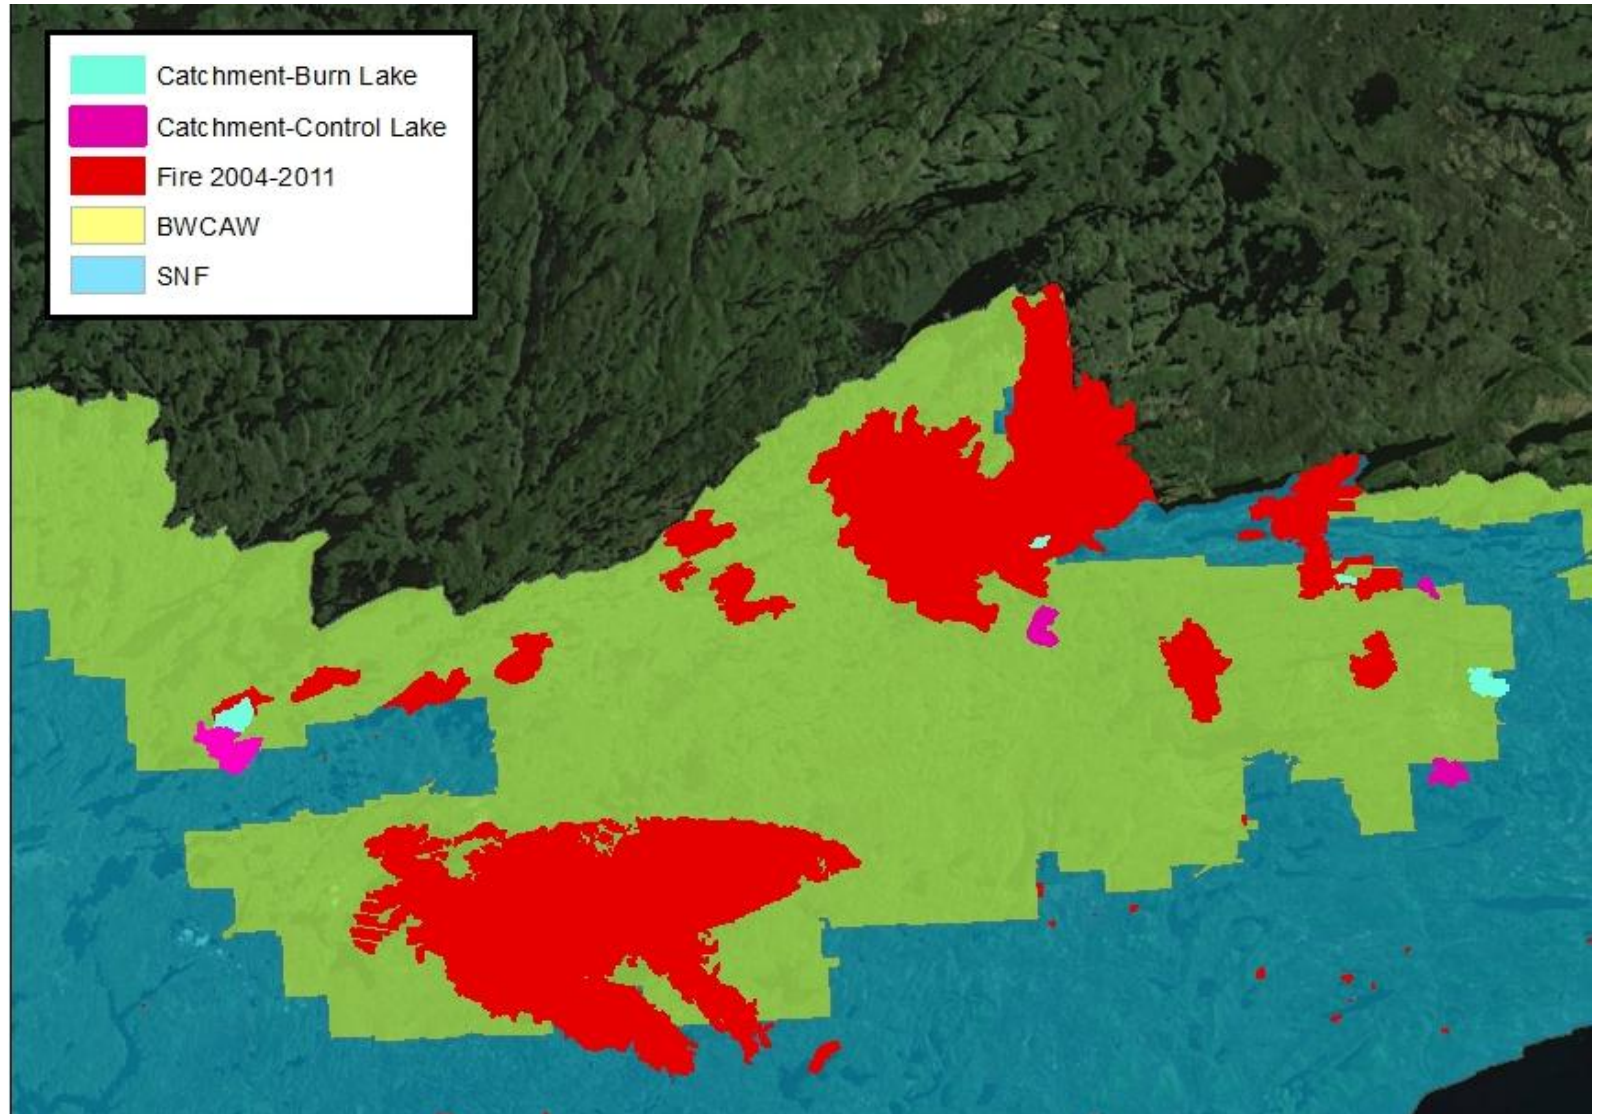 Catchment-Burn Lake
Catchment-Control Lake
Fire 2004-2011
BWCAW
SNF